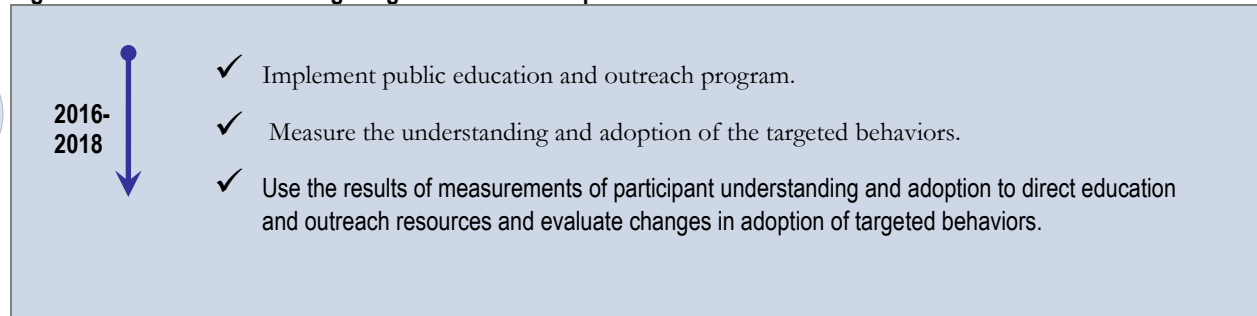 ✓ Implement public education and outreach program.
2016-
2018
✓ Measure the understanding and adoption of the targeted behaviors.
✓ Use the results of measurements of participant understanding and adoption to direct education
and outreach resources and evaluate changes in adoption of targeted behaviors.